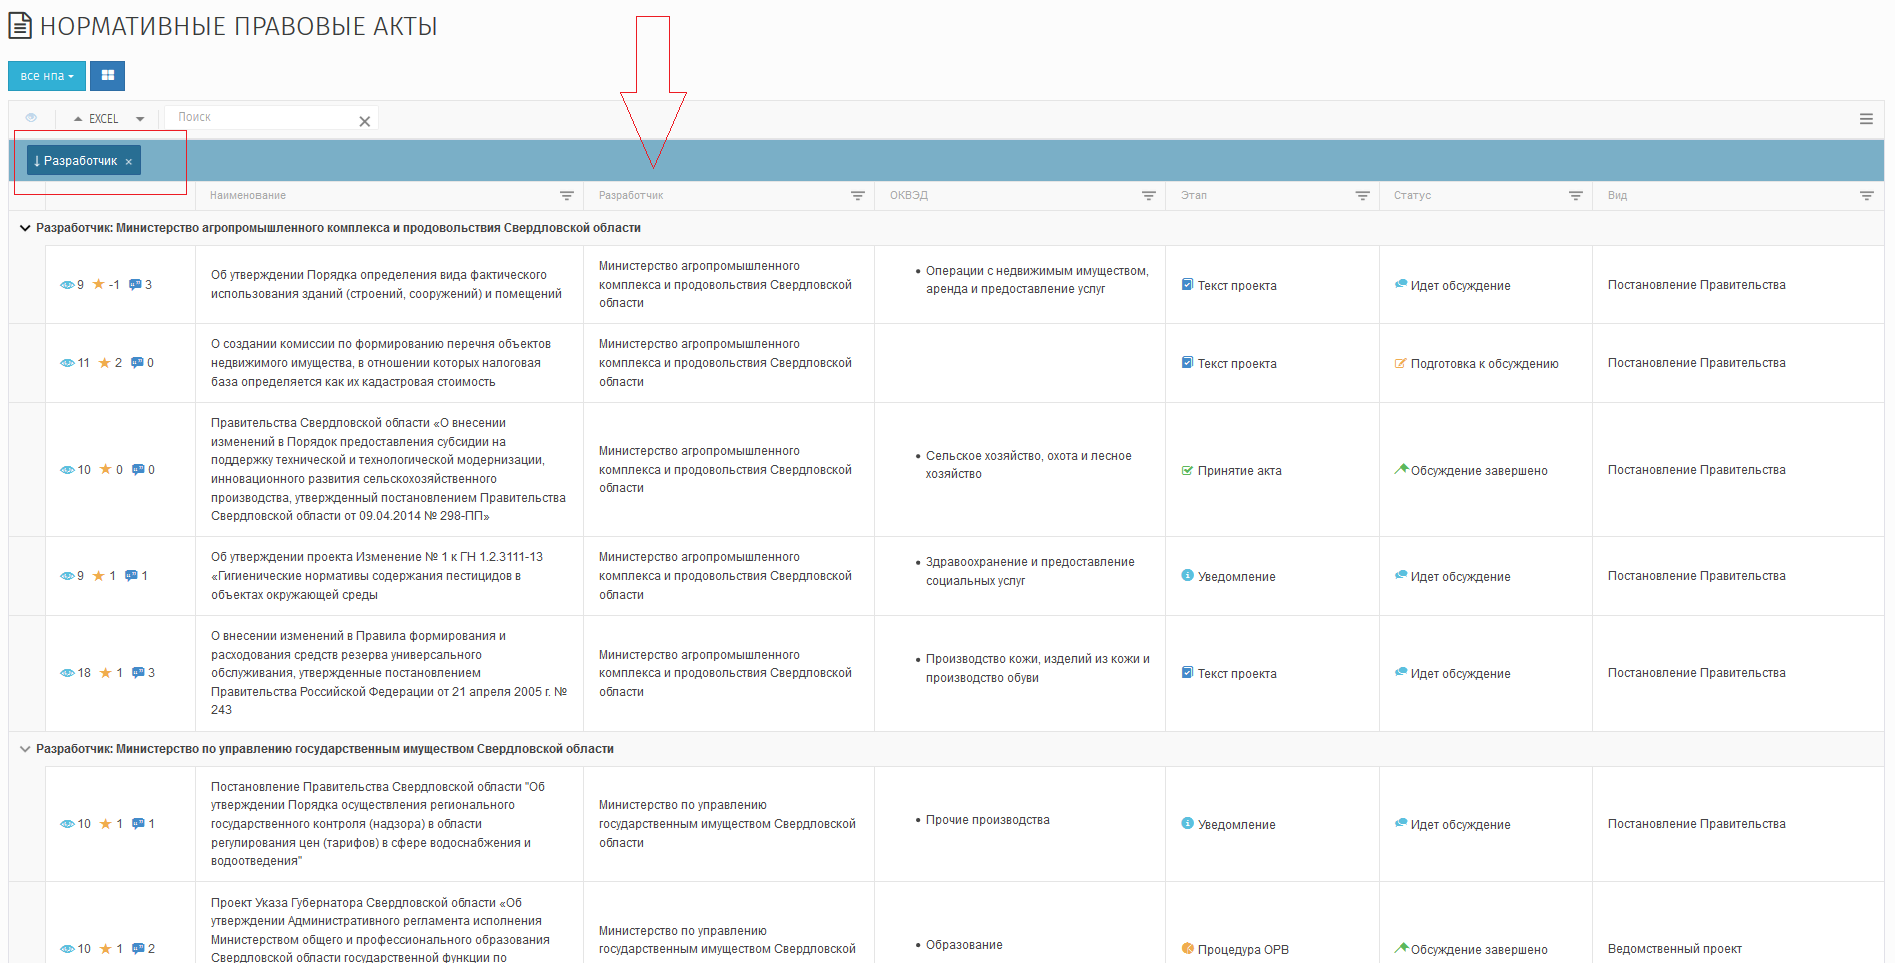 НОРМАТИВНЫЕ ПРАВОВЫЕ АКТЫ
все нпа
EXCEL
Поиск
↓ Разработчик ×
Наименование
Разработчик
ОКВЭД
Этап
Статус
Вид
Разработчик: Министерство агропромышленного комплекса и продовольствия Свердловской области
9 -1 3
Об утверждении Порядка определения вида фактического
использования зданий (строений, сооружений) и помещений
Министерство агропромышленного
комплекса и продовольствия Свердловской
области
• Операции с недвижимым имуществом,
аренда и предоставление услуг
Текст проекта
Идет обсуждение
Постановление Правительства
11 2 0
О создании комиссии по формированию перечня объектов
недвижимого имущества, в отношении которых налоговая
база определяется как их кадастровая стоимость
Министерство агропромышленного
комплекса и продовольствия Свердловской
области
Текст проекта
Подготовка к обсуждению
Постановление Правительства
10 0 0
Правительства Свердловской области «О внесении
изменений в Порядок предоставления субсидии на
поддержку технической и технологической модернизации,
инновационного развития сельскохозяйственного
производства, утвержденный постановлением Правительства
Свердловской области от 09.04.2014 № 298-ПП»
Министерство агропромышленного
комплекса и продовольствия Свердловской
области
• Сельское хозяйство, охота и лесное
хозяйство
Принятие акта
Обсуждение завершено
Постановление Правительства
9 1 1
Об утверждении проекта Изменение № 1 к ГН 1.2.3111-13
«Гигиенические нормативы содержания пестицидов в
объектах окружающей среды
Министерство агропромышленного
комплекса и продовольствия Свердловской
области
• Здравоохранение и предоставление
социальных услуг
Уведомление
Идет обсуждение
Постановление Правительства
18 1 3
О внесении изменений в Правила формирования и
расходования средств резерва универсального
обслуживания, утвержденные постановлением
Правительства Российской Федерации от 21 апреля 2005 г. №
243
Министерство агропромышленного
комплекса и продовольствия Свердловской
области
• Производство кожи, изделий из кожи и
производство обуви
Текст проекта
Идет обсуждение
Постановление Правительства
Разработчик: Министерство по управлению государственным имуществом Свердловской области
10 1 1
Постановление Правительства Свердловской области "Об
утверждении Порядка осуществления регионального
государственного контроля (надзора) в области
регулирования цен (тарифов) в сфере водоснабжения и
водоотведения"
Министерство по управлению
государственным имуществом Свердловской
области
• Прочие производства
Уведомление
Идет обсуждение
Постановление Правительства
10 1 2
Проект Указа Губернатора Свердловской области «Об
утверждении Административного регламента исполнения
Министерством общего и профессионального образования
Свердловской области государственной функции по
Министерство по управлению
государственным имуществом Свердловской
• Образование
Процедура ОРВ
Обсуждение завершено
Ведомственный проект